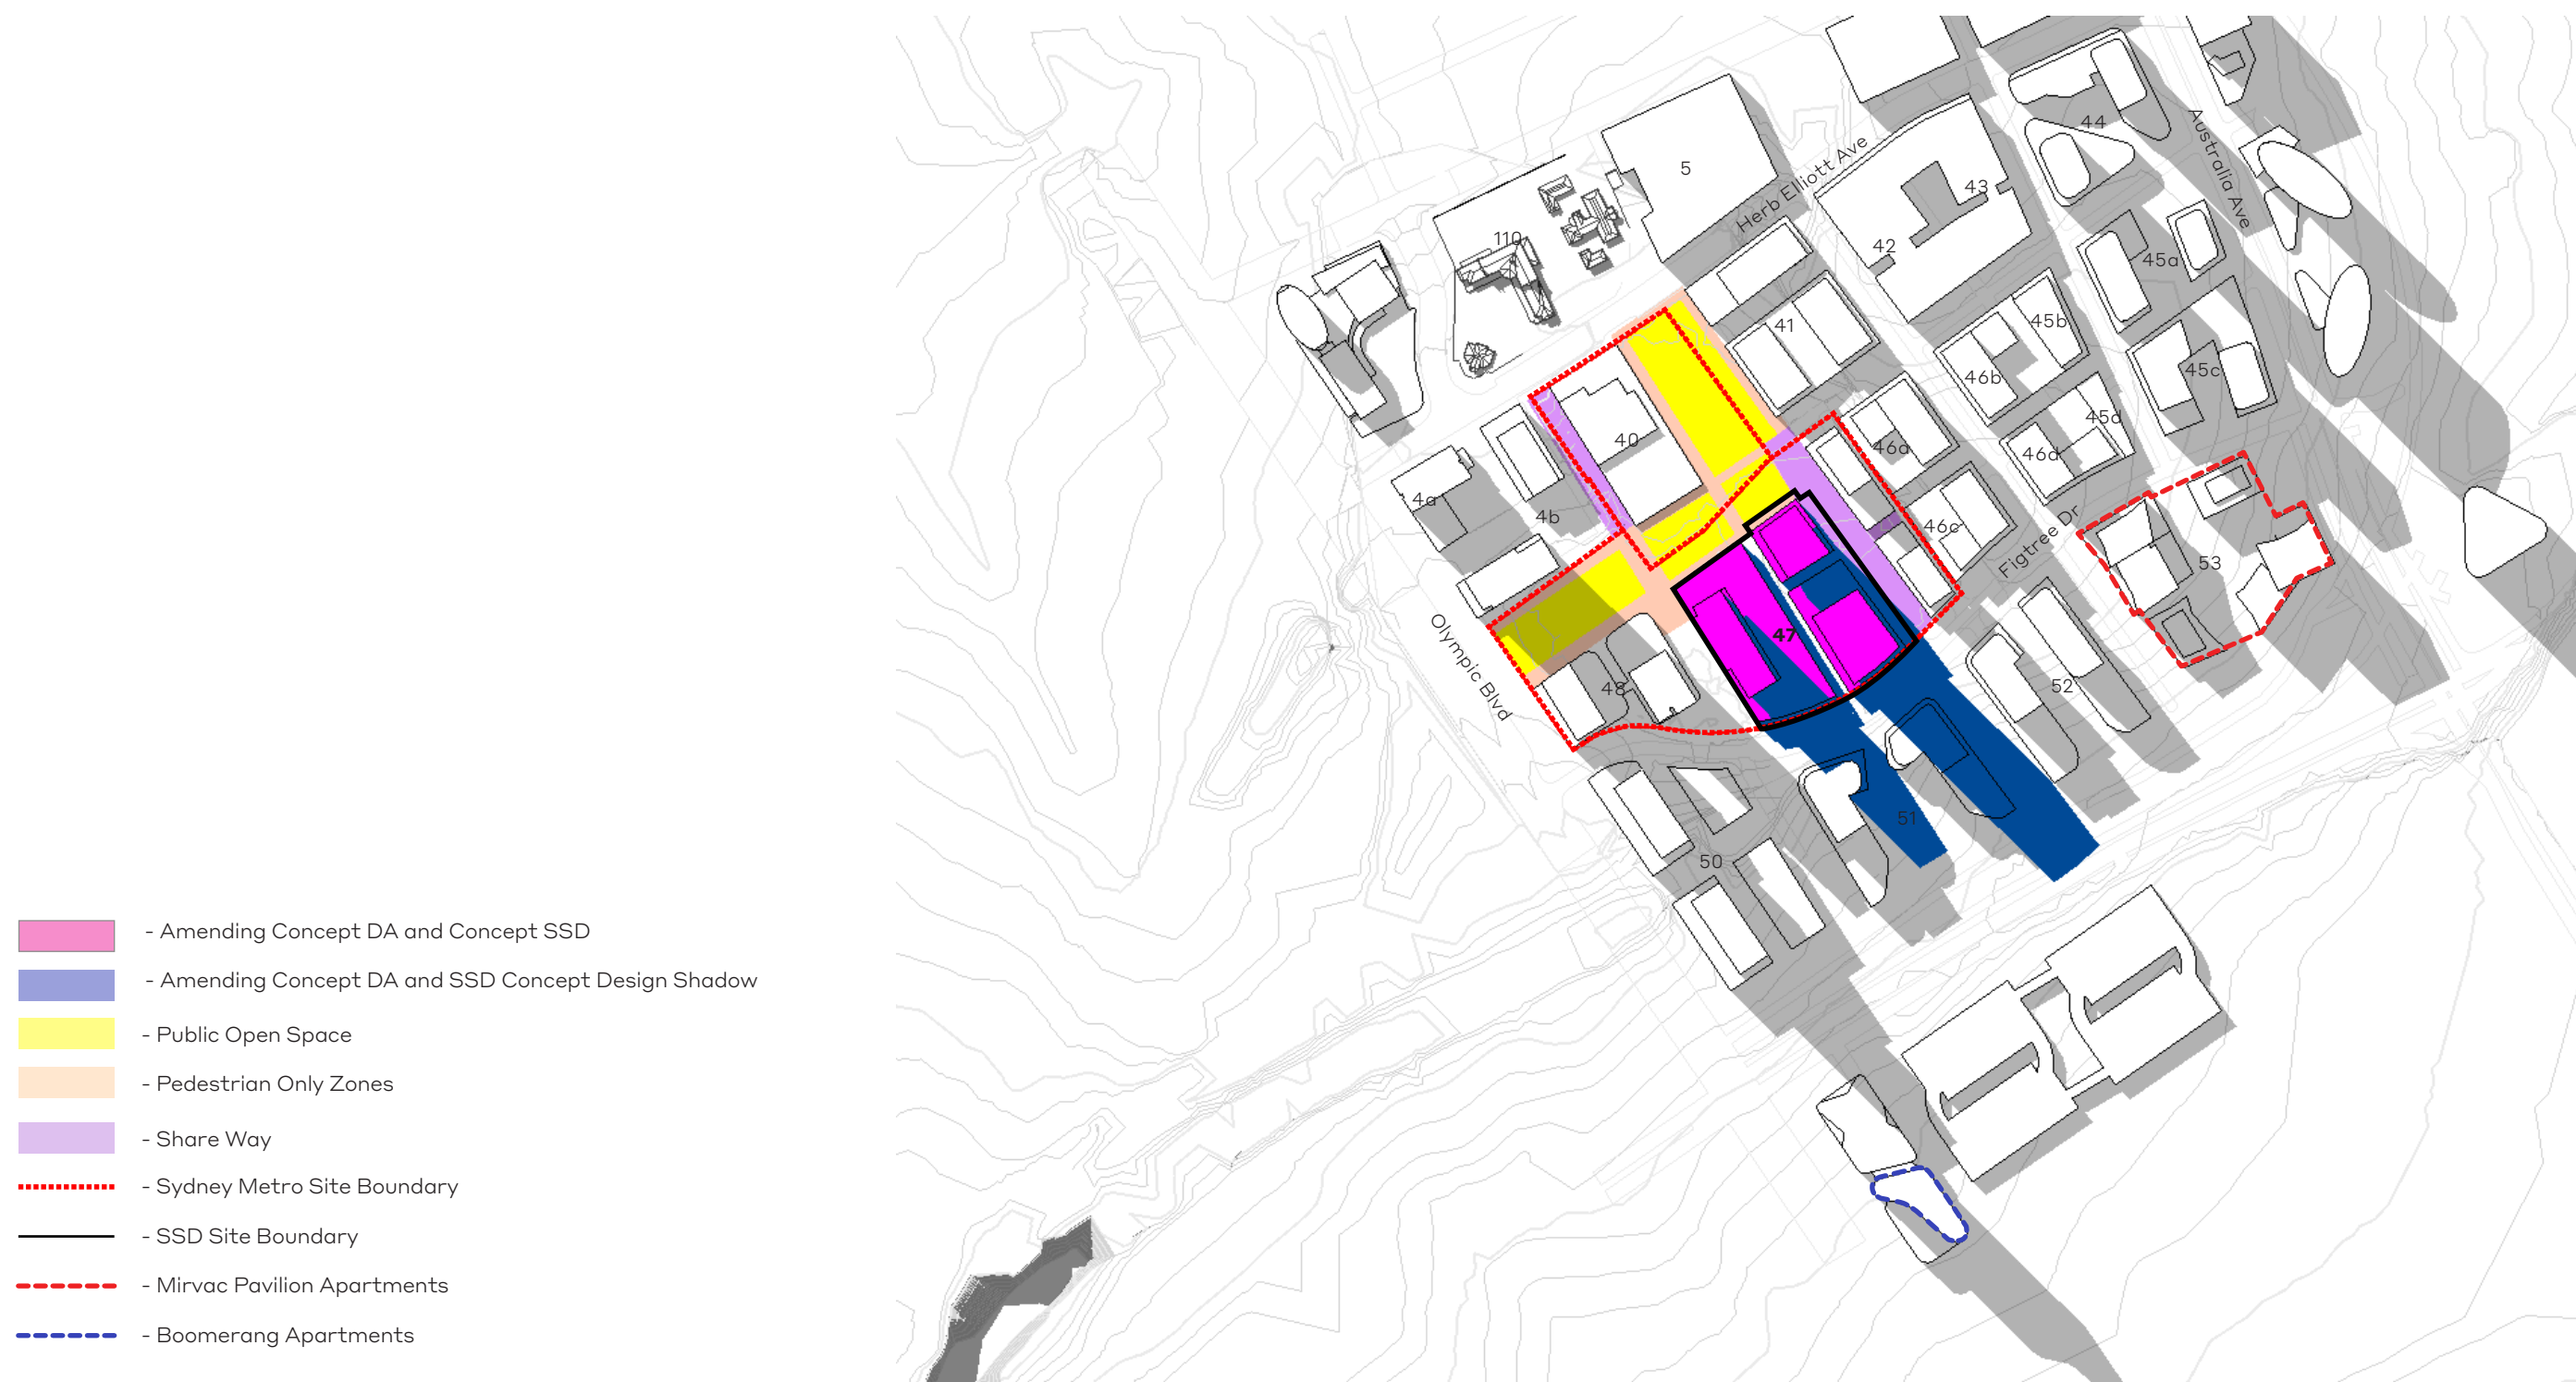 5
44
Australia Ave
Herb Elliott Ave
43
110
42
45a
41
45b
46b
45c
40
45d
46a
46d
4a
4b
46c
Figtree Dr
53
Olympic Blvd
47
48
52
51
50
- Amending Concept DA and Concept SSD
- Amending Concept DA and SSD Concept Design Shadow
- Public Open Space
- Pedestrian Only Zones
- Share Way
- Sydney Metro Site Boundary
- SSD Site Boundary
- Mirvac Pavilion Apartments
- Boomerang Apartments